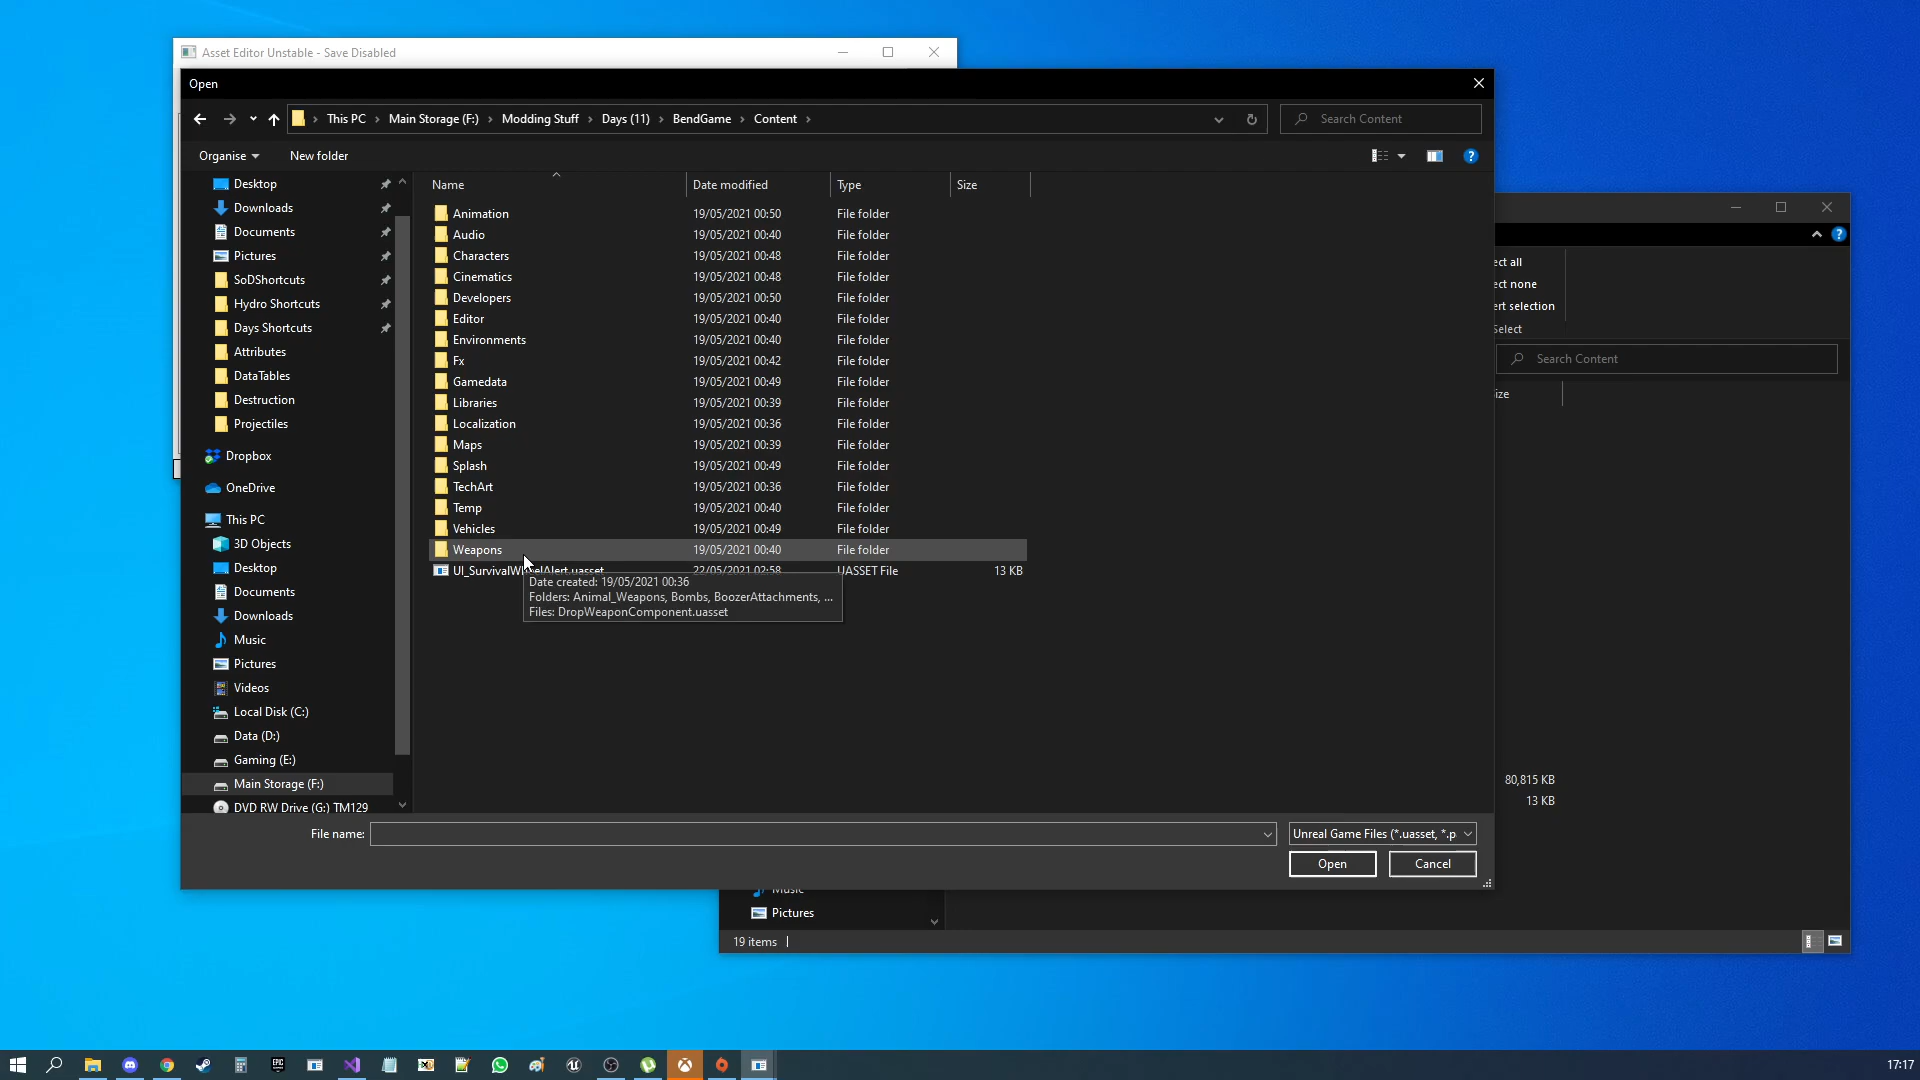 Asset Editor Unstable - Save Disabled
Open
This PC
Main Storage (F:)
Modding Stuff
Days (11)
BendGame
Content
Search Content
Organise
New folder
Name
Date modified
Type
Size
Desktop
Downloads
Documents
Pictures
SoDShortcuts
Hydro Shortcuts
Days Shortcuts
Attributes
DataTables
Destruction
Projectiles
Dropbox
OneDrive
This PC
3D Objects
Desktop
Documents
Downloads
Music
Pictures
Videos
Local Disk (C:)
Data (D:)
Gaming (E:)
Main Storage (F:)
DVD RW Drive (G:) TM129
Animation 19/05/2021 00:50 File folder
Audio 19/05/2021 00:40 File folder
Characters 19/05/2021 00:48 File folder
Cinematics 19/05/2021 00:48 File folder
Developers 19/05/2021 00:50 File folder
Editor 19/05/2021 00:40 File folder
Environments 19/05/2021 00:40 File folder
Fx 19/05/2021 00:42 File folder
Gamedata 19/05/2021 00:49 File folder
Libraries 19/05/2021 00:39 File folder
Localization 19/05/2021 00:36 File folder
Maps 19/05/2021 00:39 File folder
Splash 19/05/2021 00:49 File folder
TechArt 19/05/2021 00:36 File folder
Temp 19/05/2021 00:40 File folder
Vehicles 19/05/2021 00:49 File folder
Weapons 19/05/2021 00:40 File folder
22/05/2021 02:58 UASSET File 13 KB
Date created: 19/05/2021 00:36
Folders: Animal_Weapons, Bombs, BoozerAttachments, ...
Files: DropWeaponComponent.uasset
File name:
Unreal Game Files (*.uasset, *.p
Open
Cancel
ect all
ect none
ert selection
Select
Search Content
ize
80,815 KB
13 KB
Music
Pictures
19 items
EPIC
17:17